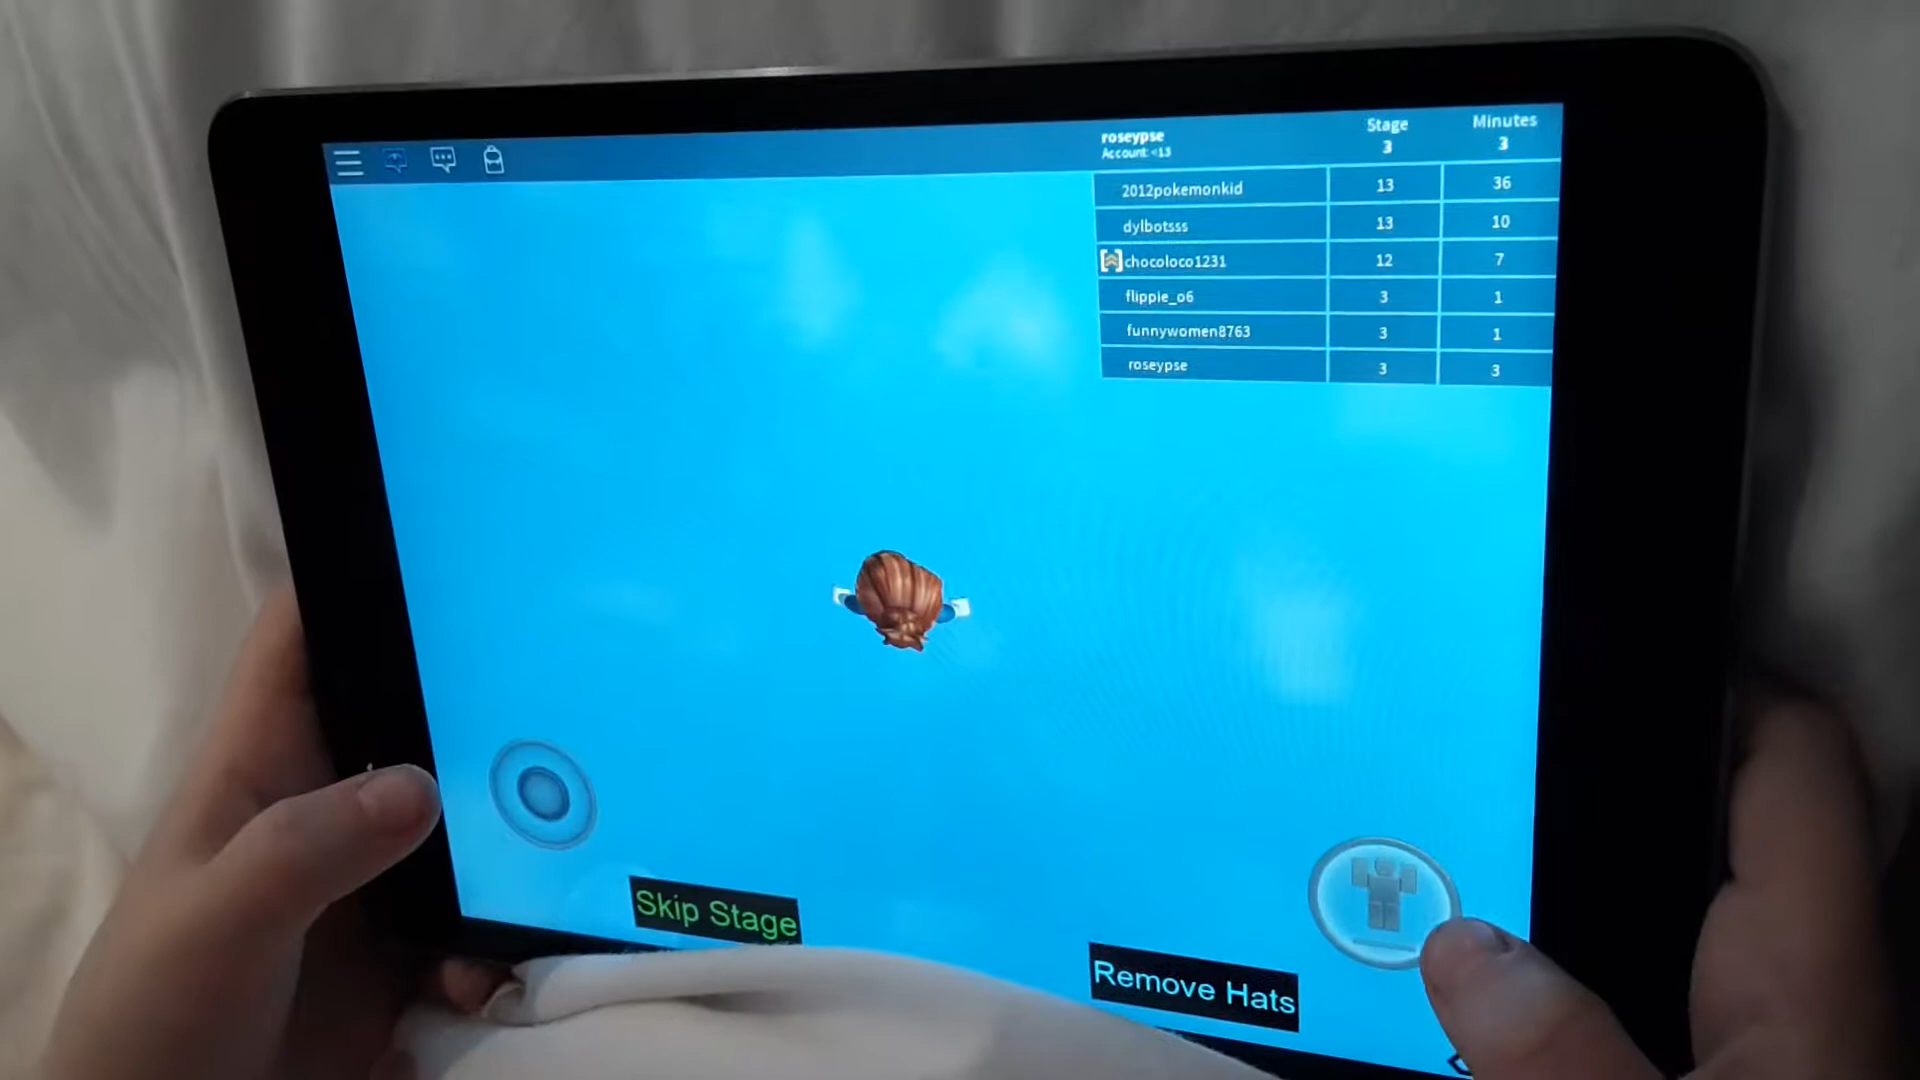 roseypse
Account: <13
Stage
3
Minutes
3
2012pokemonkid 13 36
dylbotsss 13 10
chocoloco1231 12 7
flippie_o6 3 1
funnywomen8763 3 1
roseypse 3 3
Skip Stage
Remove Hats